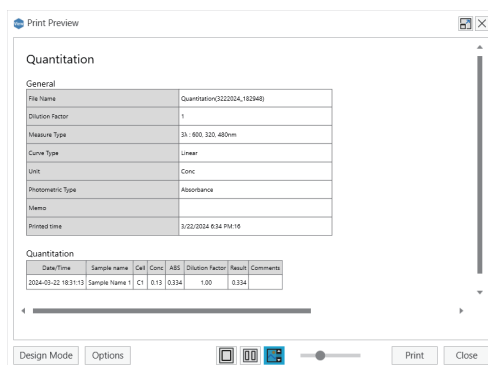 Print Preview
Quantitation
General
File Name Quantitation(3222024_182948)
Dilution Factor 1
Measure Type 3λ : 600, 320, 480nm
Curve Type Linear
Unit Conc
Photometric Type Absorbance
Memo
Printed time 3/22/2024 6:34 PM:16
Quantitation
Date/Time Sample name Cell Conc ABS Dilution Factor Result Comments
2024-03-22 18:31:13 Sample Name 1 C1 0.13 0.334 1.00 0.334
Design Mode Options Print Close